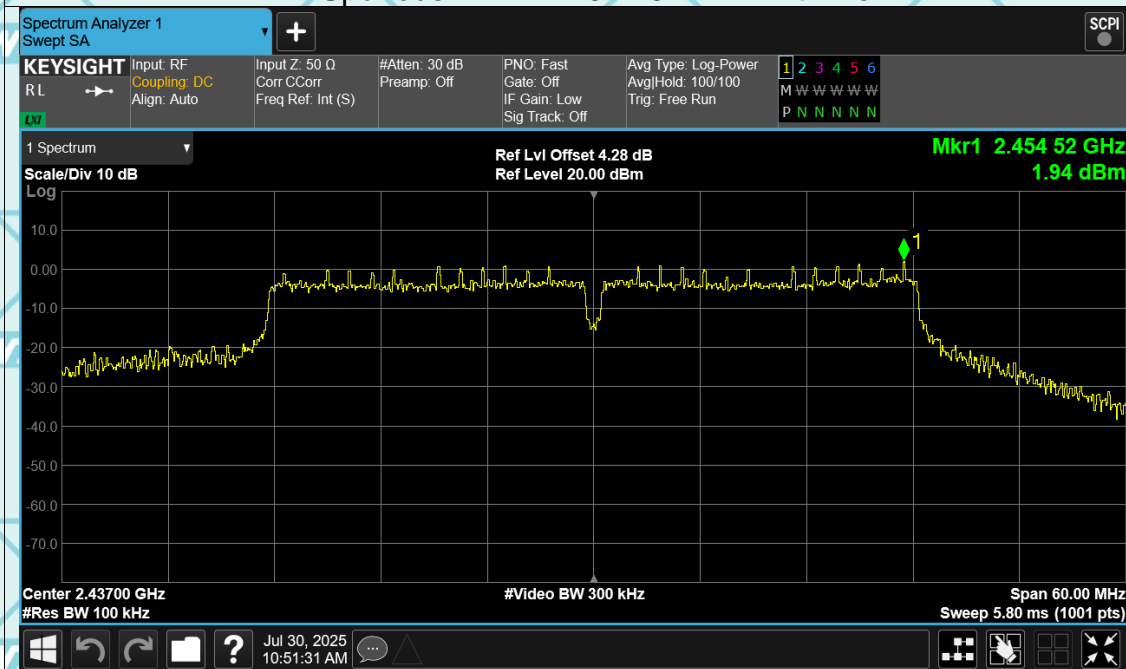 Spectrum Analyzer 1
Swept SA
+
SCPI
KEYSIGHT
R L
LXI
Input: RF
Coupling: DC
Align: Auto
Input Z: 50 Ω
Corr CCorr
Freq Ref: Int (S)
#Atten: 30 dB
Preamp: Off
PNO: Fast
Gate: Off
IF Gain: Low
Sig Track: Off
Avg Type: Log-Power
Avg|Hold: 100/100
Trig: Free Run
1 2 3 4 5 6
M W W W W W
P N N N N N
1 Spectrum
Scale/Div 10 dB
Log
Ref Lvl Offset 4.28 dB
Ref Level 20.00 dBm
Mkr1 2.454 52 GHz
1.94 dBm
1
10.0
0.00
-10.0
-20.0
-30.0
-40.0
-50.0
-60.0
-70.0
Center 2.43700 GHz
#Res BW 100 kHz
#Video BW 300 kHz
Span 60.00 MHz
Sweep 5.80 ms (1001 pts)
?
Jul 30, 2025
10:51:31 AM